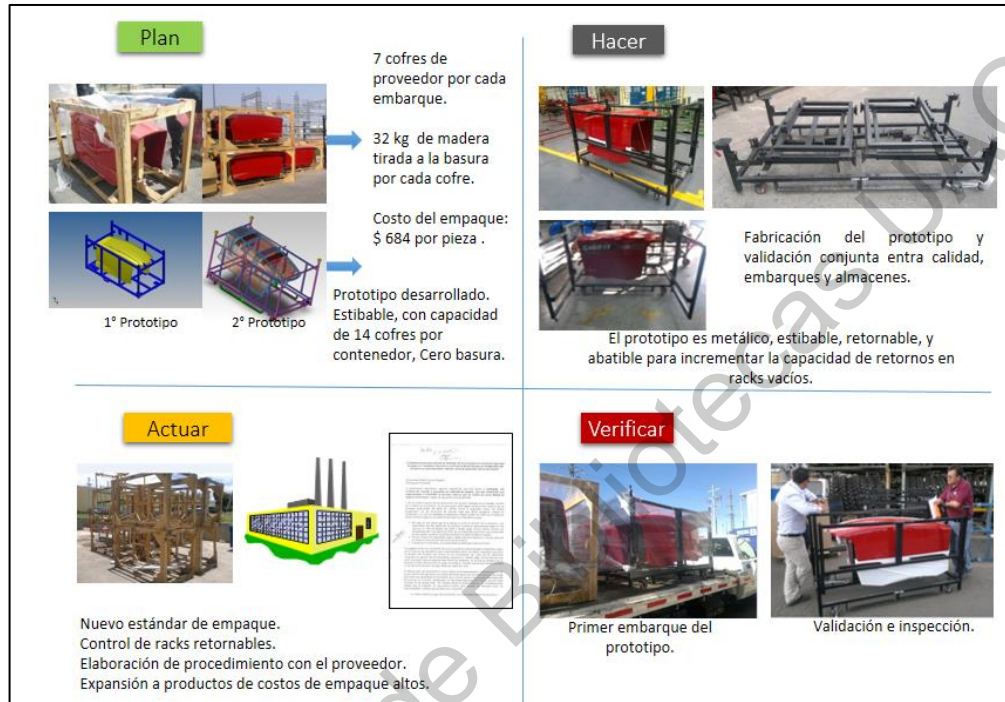 Plan
7 cofres de
proveedor por cada
embarque.
32 kg de madera
tirada a la basura
por cada cofre.
Costo del empaque:
$ 684 por pieza .
1° Prototipo
2° Prototipo
Prototipo desarrollado.
Estibable, con capacidad
de 14 cofres por
contenedor, Cero basura.
Hacer
Fabricación del prototipo y
validación conjunta entra calidad,
embarques y almacenes.
El prototipo es metálico, estibable, retornable, y
abatible para incrementar la capacidad de retornos en
racks vacíos.
Actuar
Nuevo estándar de empaque.
Control de racks retornables.
Elaboración de procedimiento con el proveedor.
Expansión a productos de costos de empaque altos.
Verificar
Primer embarque del
prototipo.
Validación e inspección.
de Bibliotecas UAQ